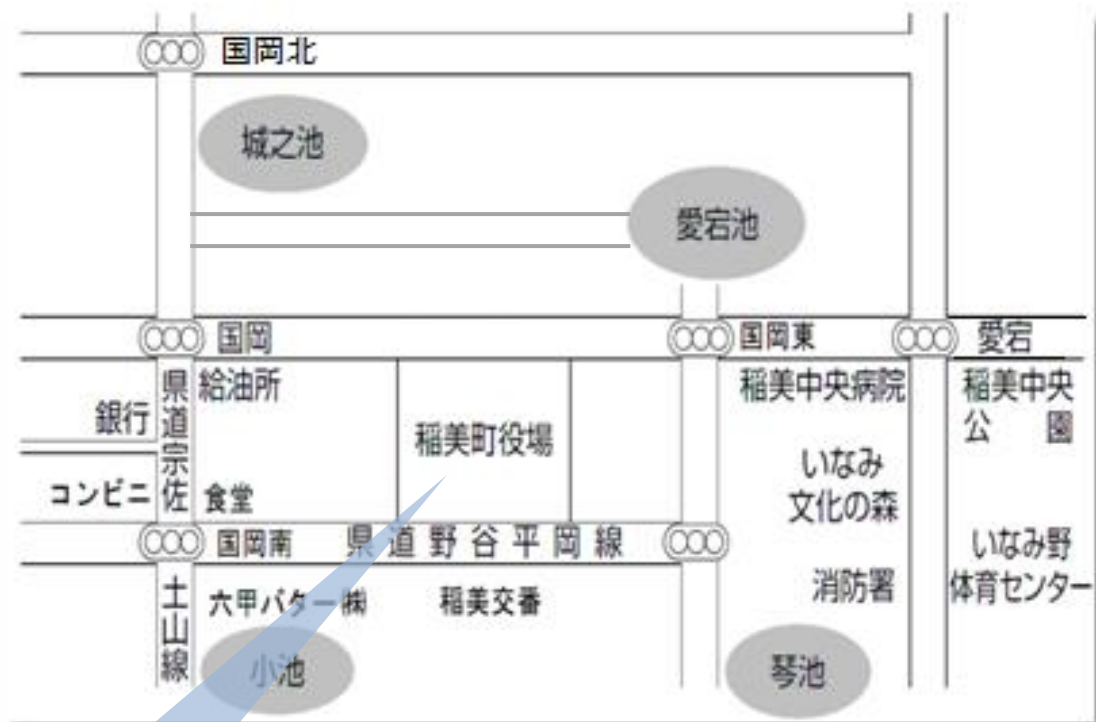 国岡北
城之池
愛宕池
国岡
国岡東
愛宕
県道宗佐
給油所
稲美中央病院
稲美中央
公園
銀行
稲美町役場
いなみ
文化の森
コンビニ
食堂
国岡南
県道野谷平岡線
いなみ野
体育センター
土山線
六甲バター㈱
稲美交番
消防署
小池
琴池